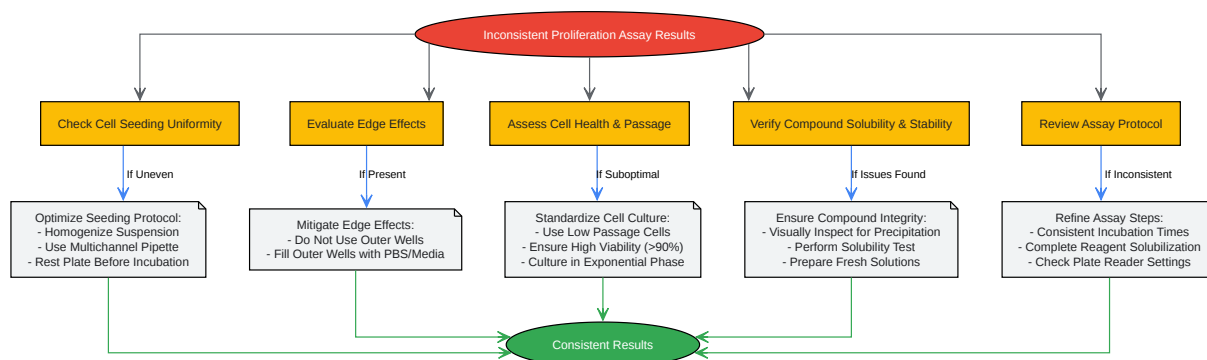 Inconsistent Proliferation Assay Results
Check Cell Seeding Uniformity
Evaluate Edge Effects
Assess Cell Health & Passage
Verify Compound Solubility & Stability
Review Assay Protocol
If Uneven
If Present
If Suboptimal
If Issues Found
If Inconsistent
Optimize Seeding Protocol:
- Homogenize Suspension
- Use Multichannel Pipette
- Rest Plate Before Incubation
Mitigate Edge Effects:
- Do Not Use Outer Wells
- Fill Outer Wells with PBS/Media
Standardize Cell Culture:
- Use Low Passage Cells
- Ensure High Viability (>90%)
- Culture in Exponential Phase
Ensure Compound Integrity:
- Visually Inspect for Precipitation
- Perform Solubility Test
- Prepare Fresh Solutions
Refine Assay Steps:
- Consistent Incubation Times
- Complete Reagent Solubilization
- Check Plate Reader Settings
Consistent Results